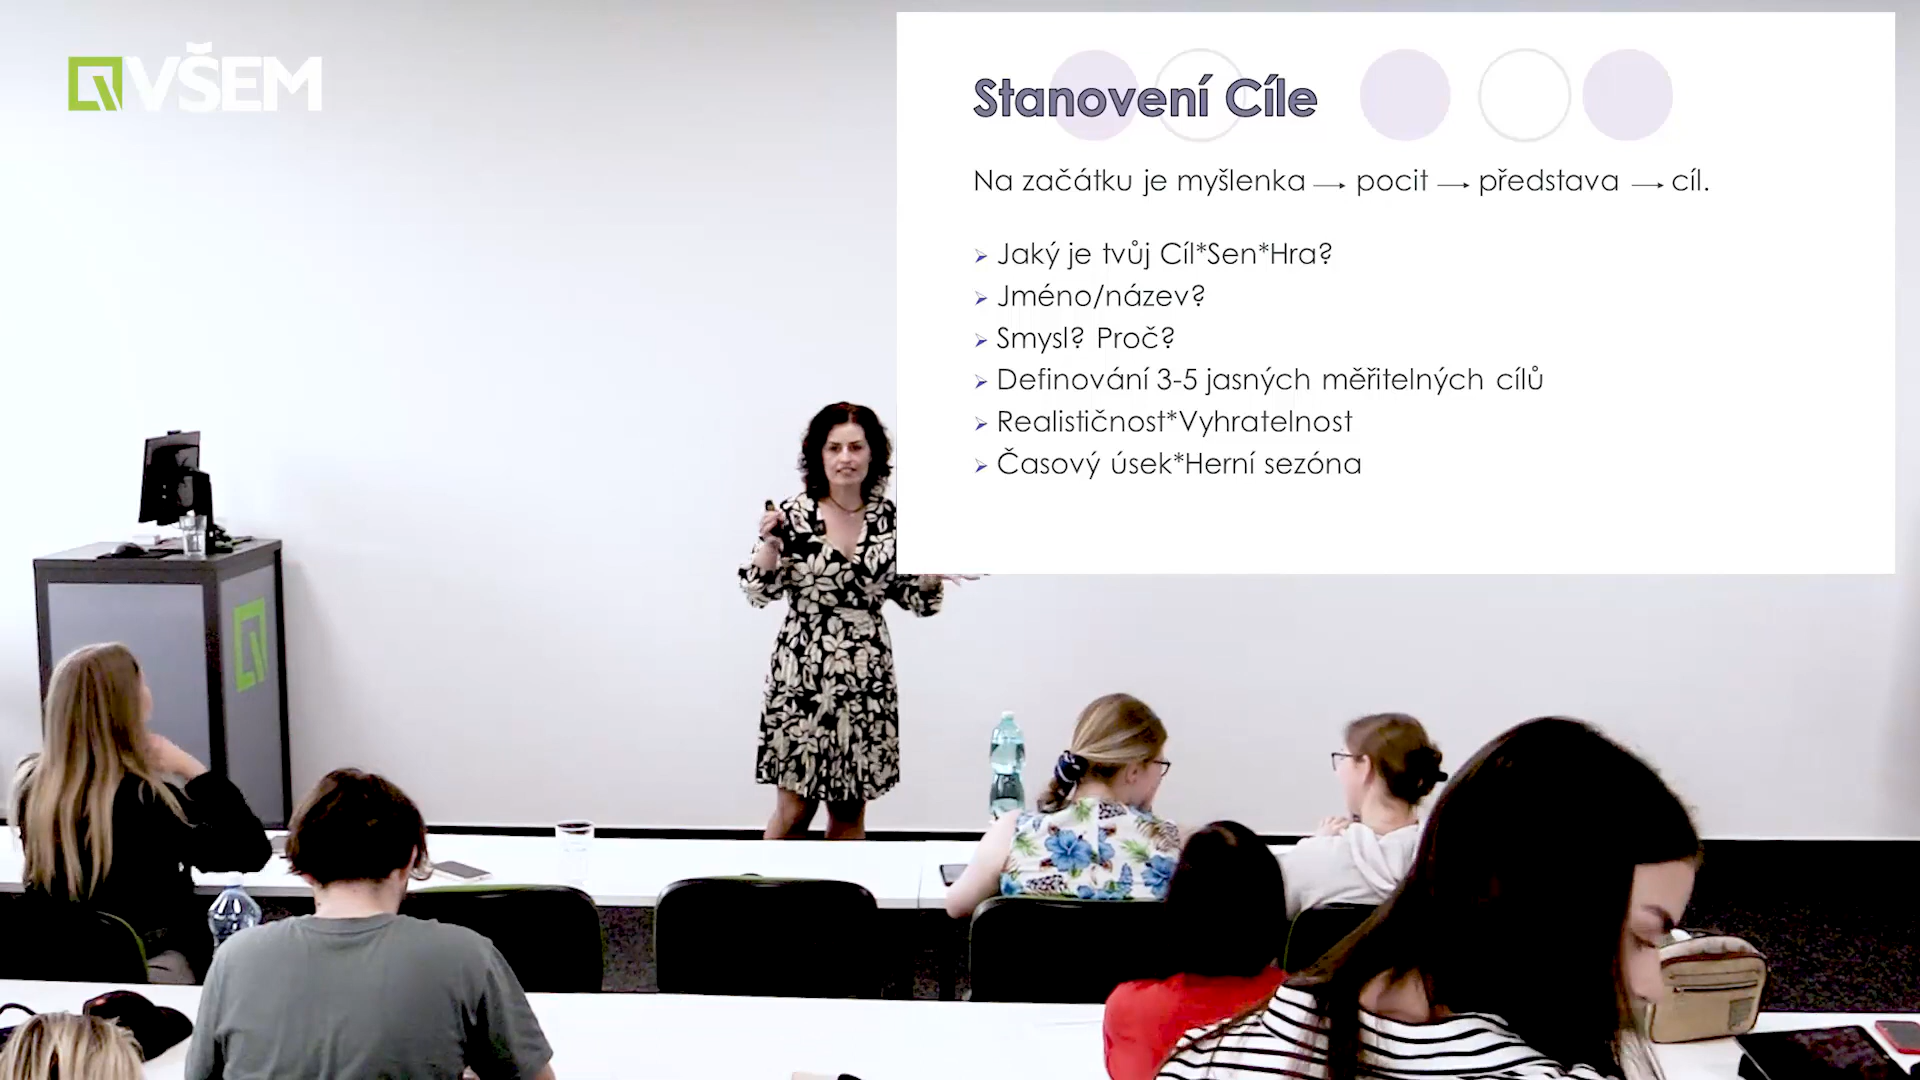 VŠEM
Stanovení Cíle
Na začátku je myšlenka → pocit → představa → cíl.
➢ Jaký je tvůj Cíl*Sen*Hra?
➢ Jméno/název?
➢ Smysl? Proč?
➢ Definování 3-5 jasných měřitelných cílů
➢ Realističnost*Vyhratelnost
➢ Časový úsek*Herní sezóna